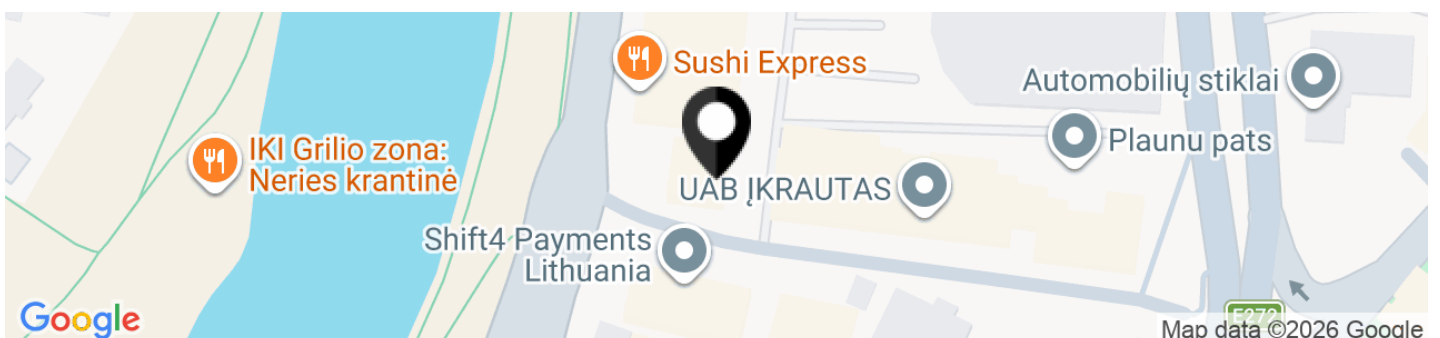 Sushi Express
Automobilių stiklai
IKI Grilio zona:
Neries krantinė
Plaunu pats
UAB ĮKRAUTAS
Shift4 Payments
Lithuania
Google
E272
Map data ©2026 Google